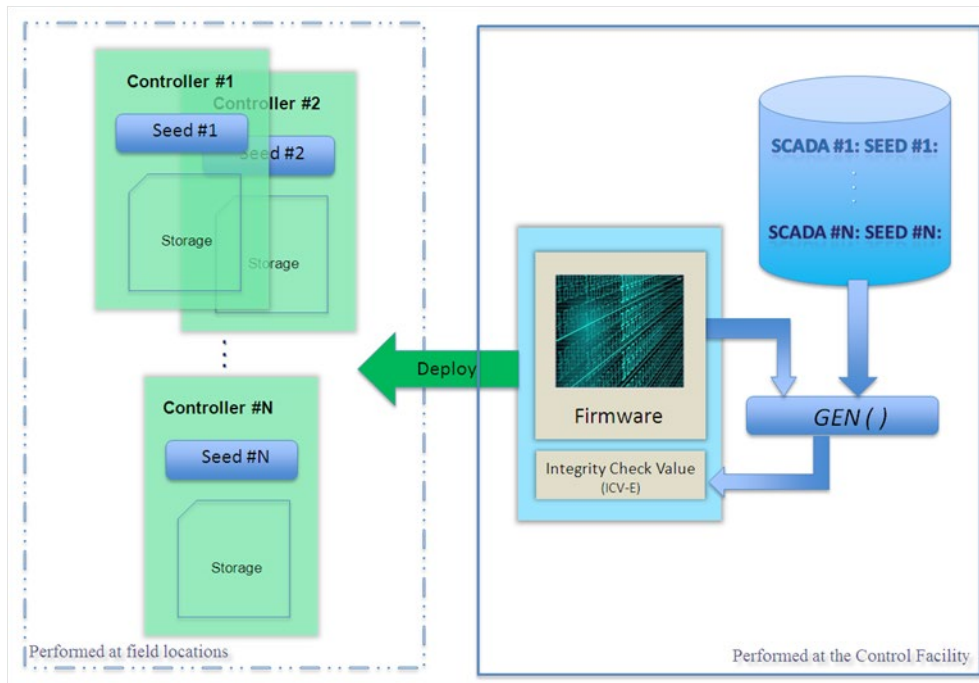 Controller #1
Seed #1
Storage
Controller #2
Seed #2
Storage
Controller #N
Seed #N
Storage
Performed at field locations
Deploy
Firmware
Integrity Check Value
(ICV-E)
SCADA #1: SEED #1:
SCADA #N: SEED #N:
GEN ( )
Performed at the Control Facility